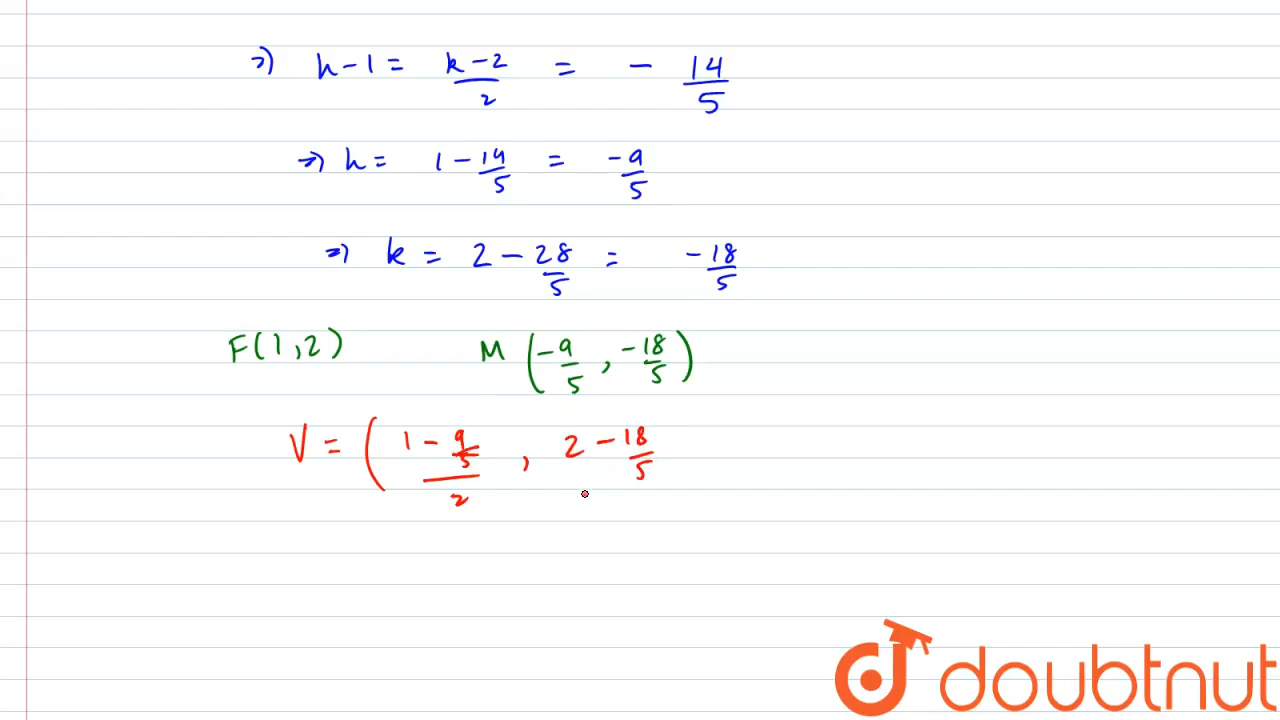 ⇒) h-1 = k-2/2 = - 14/5
⇒) h = 1 - 14/5 = -9/5
⇒) k = 2 - 28/5 = -18/5
F(1,2) M (-9/5, -18/5)
V = ( 1 - 9/5 / 2 , 2 - 18/5
doubtnut